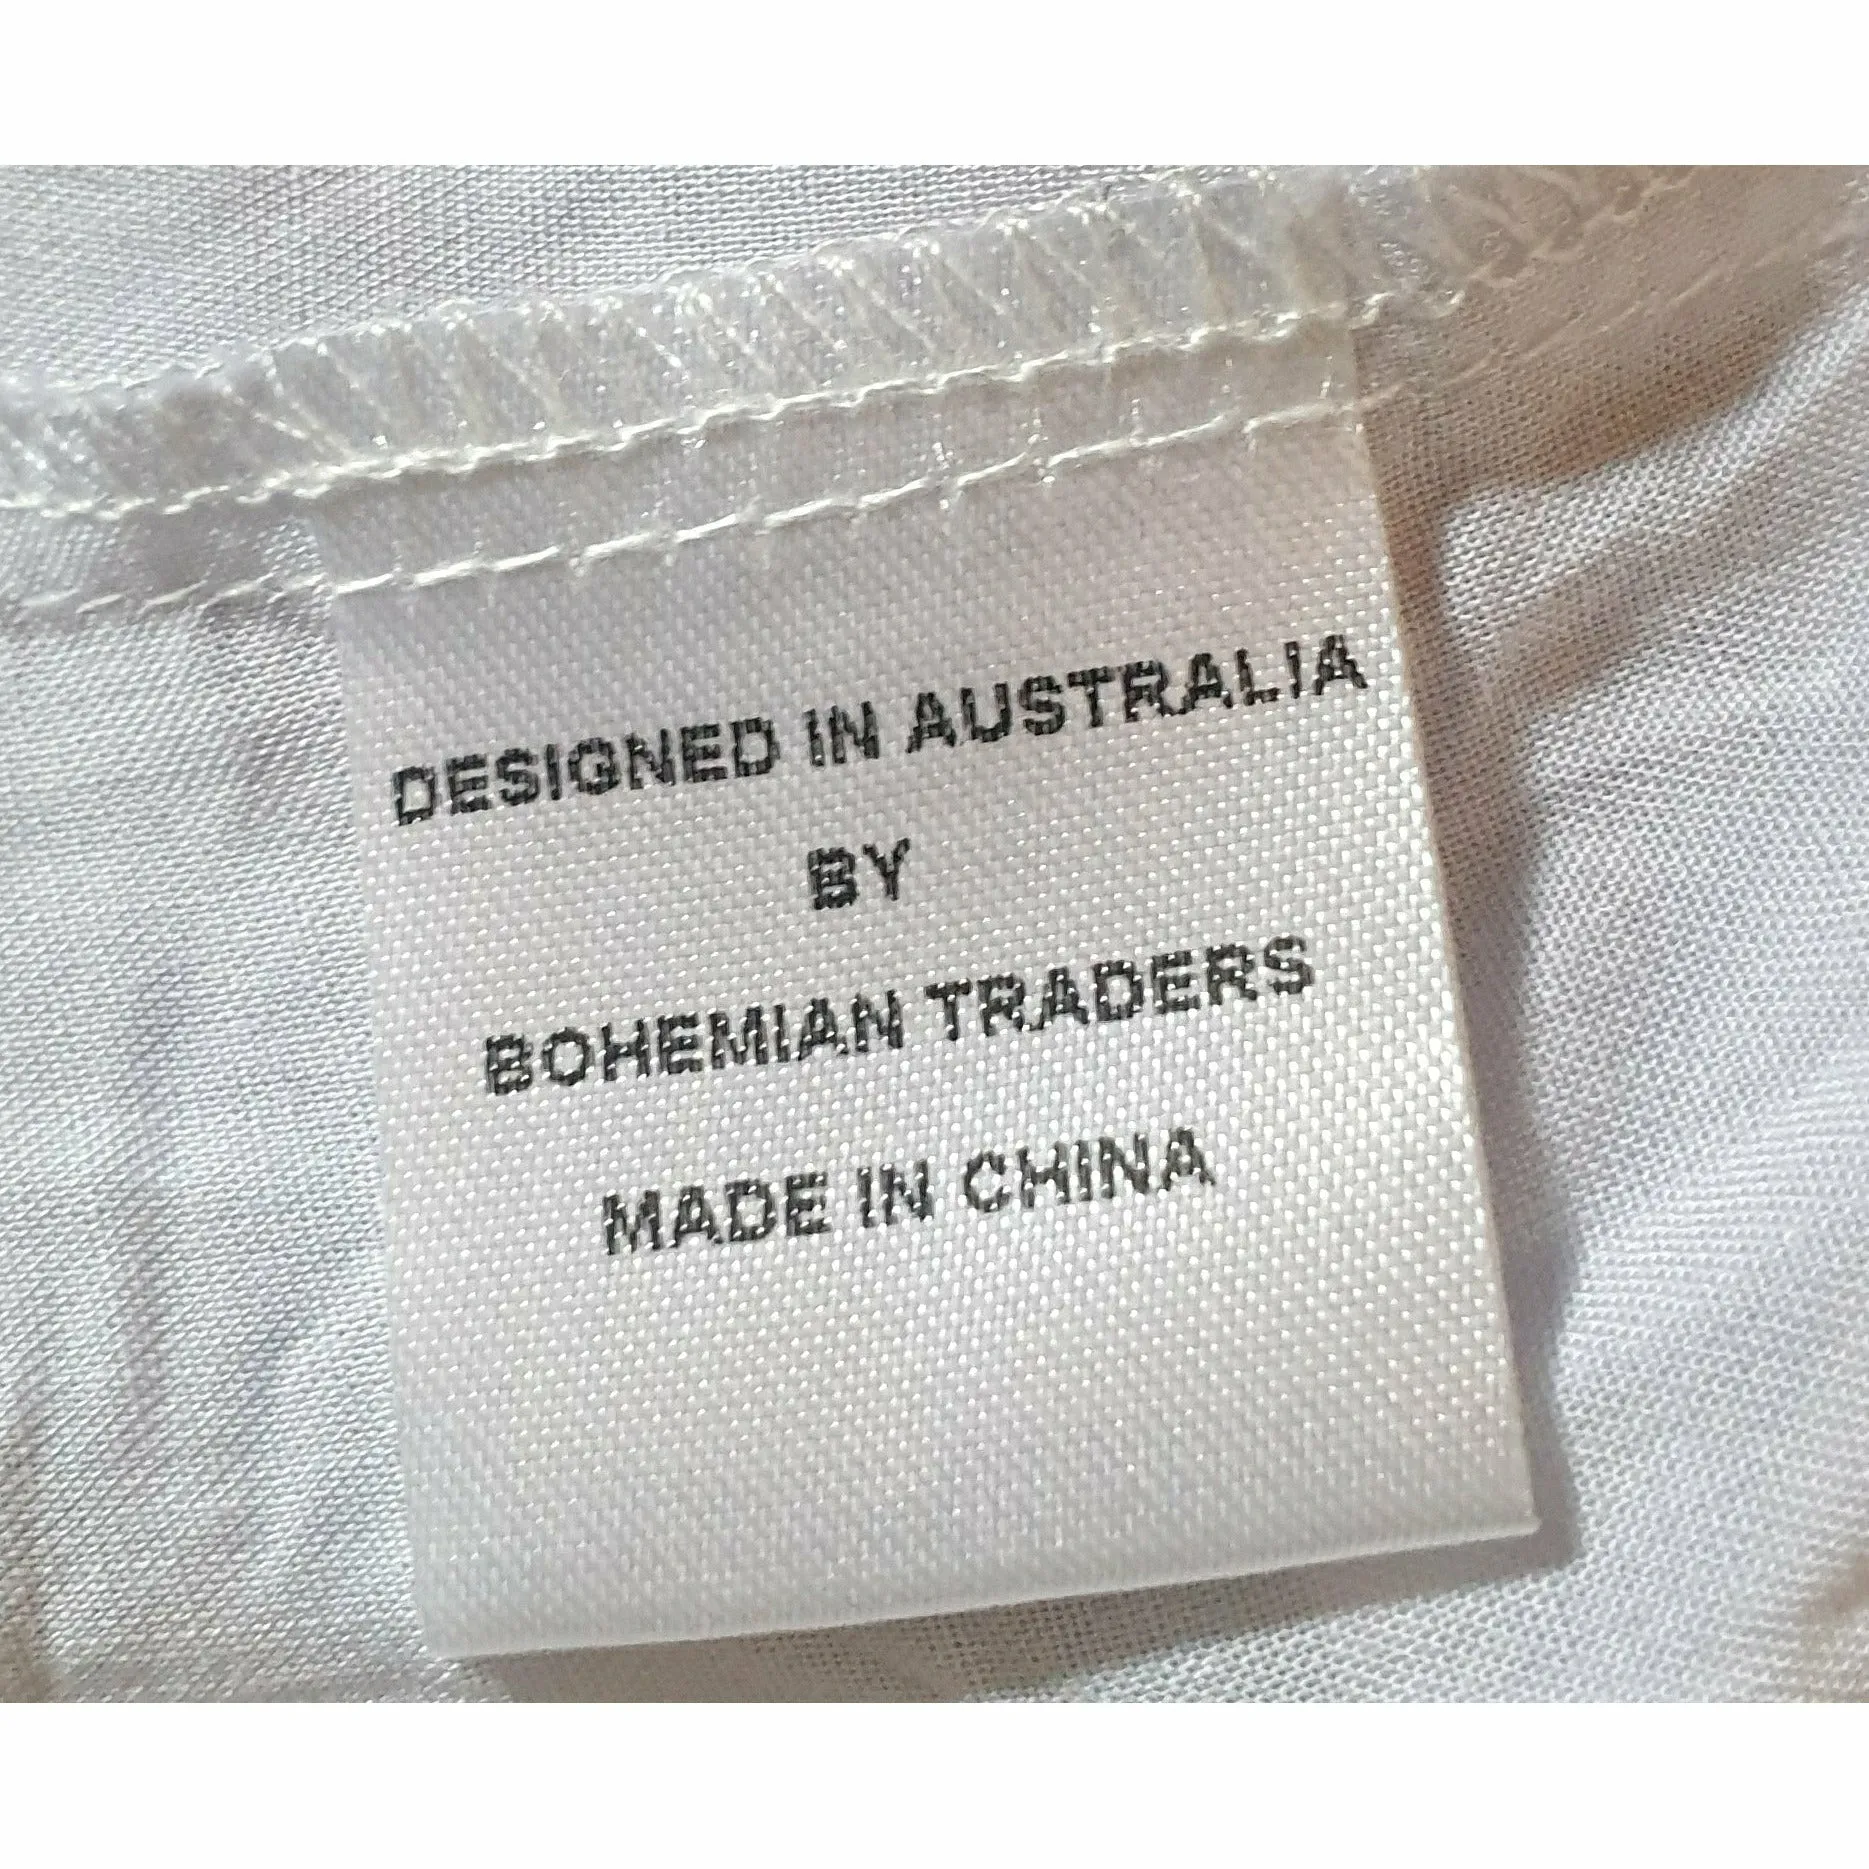 DESIGNED IN AUSTRALIA
BY
BOHEMIAN TRADERS
MADE IN CHINA